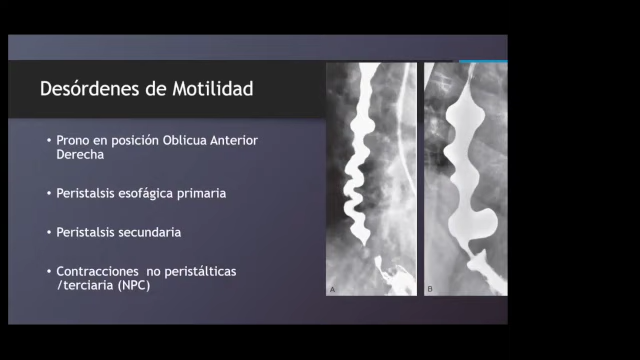 Desórdenes de Motilidad
• Prono en posición Oblicua Anterior
Derecha
• Peristalsis esofágica primaria
• Peristalsis secundaria
• Contracciones no peristálticas
/terciaria (NPC)
A
B